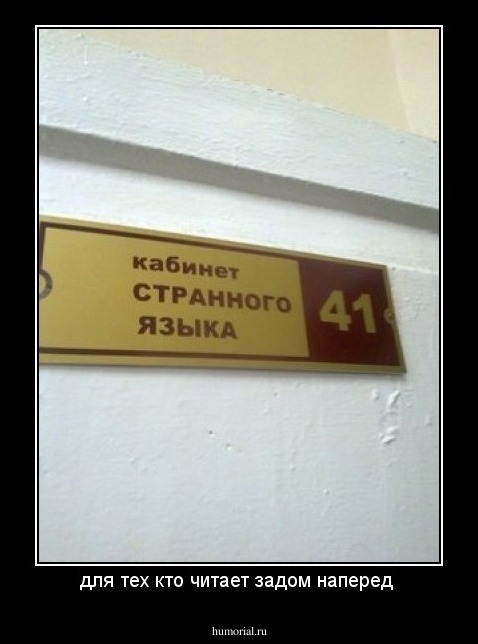 кабинет
СТРАННОГО
ЯЗЫКА
41
для тех кто читает задом наперед
humorial.ru